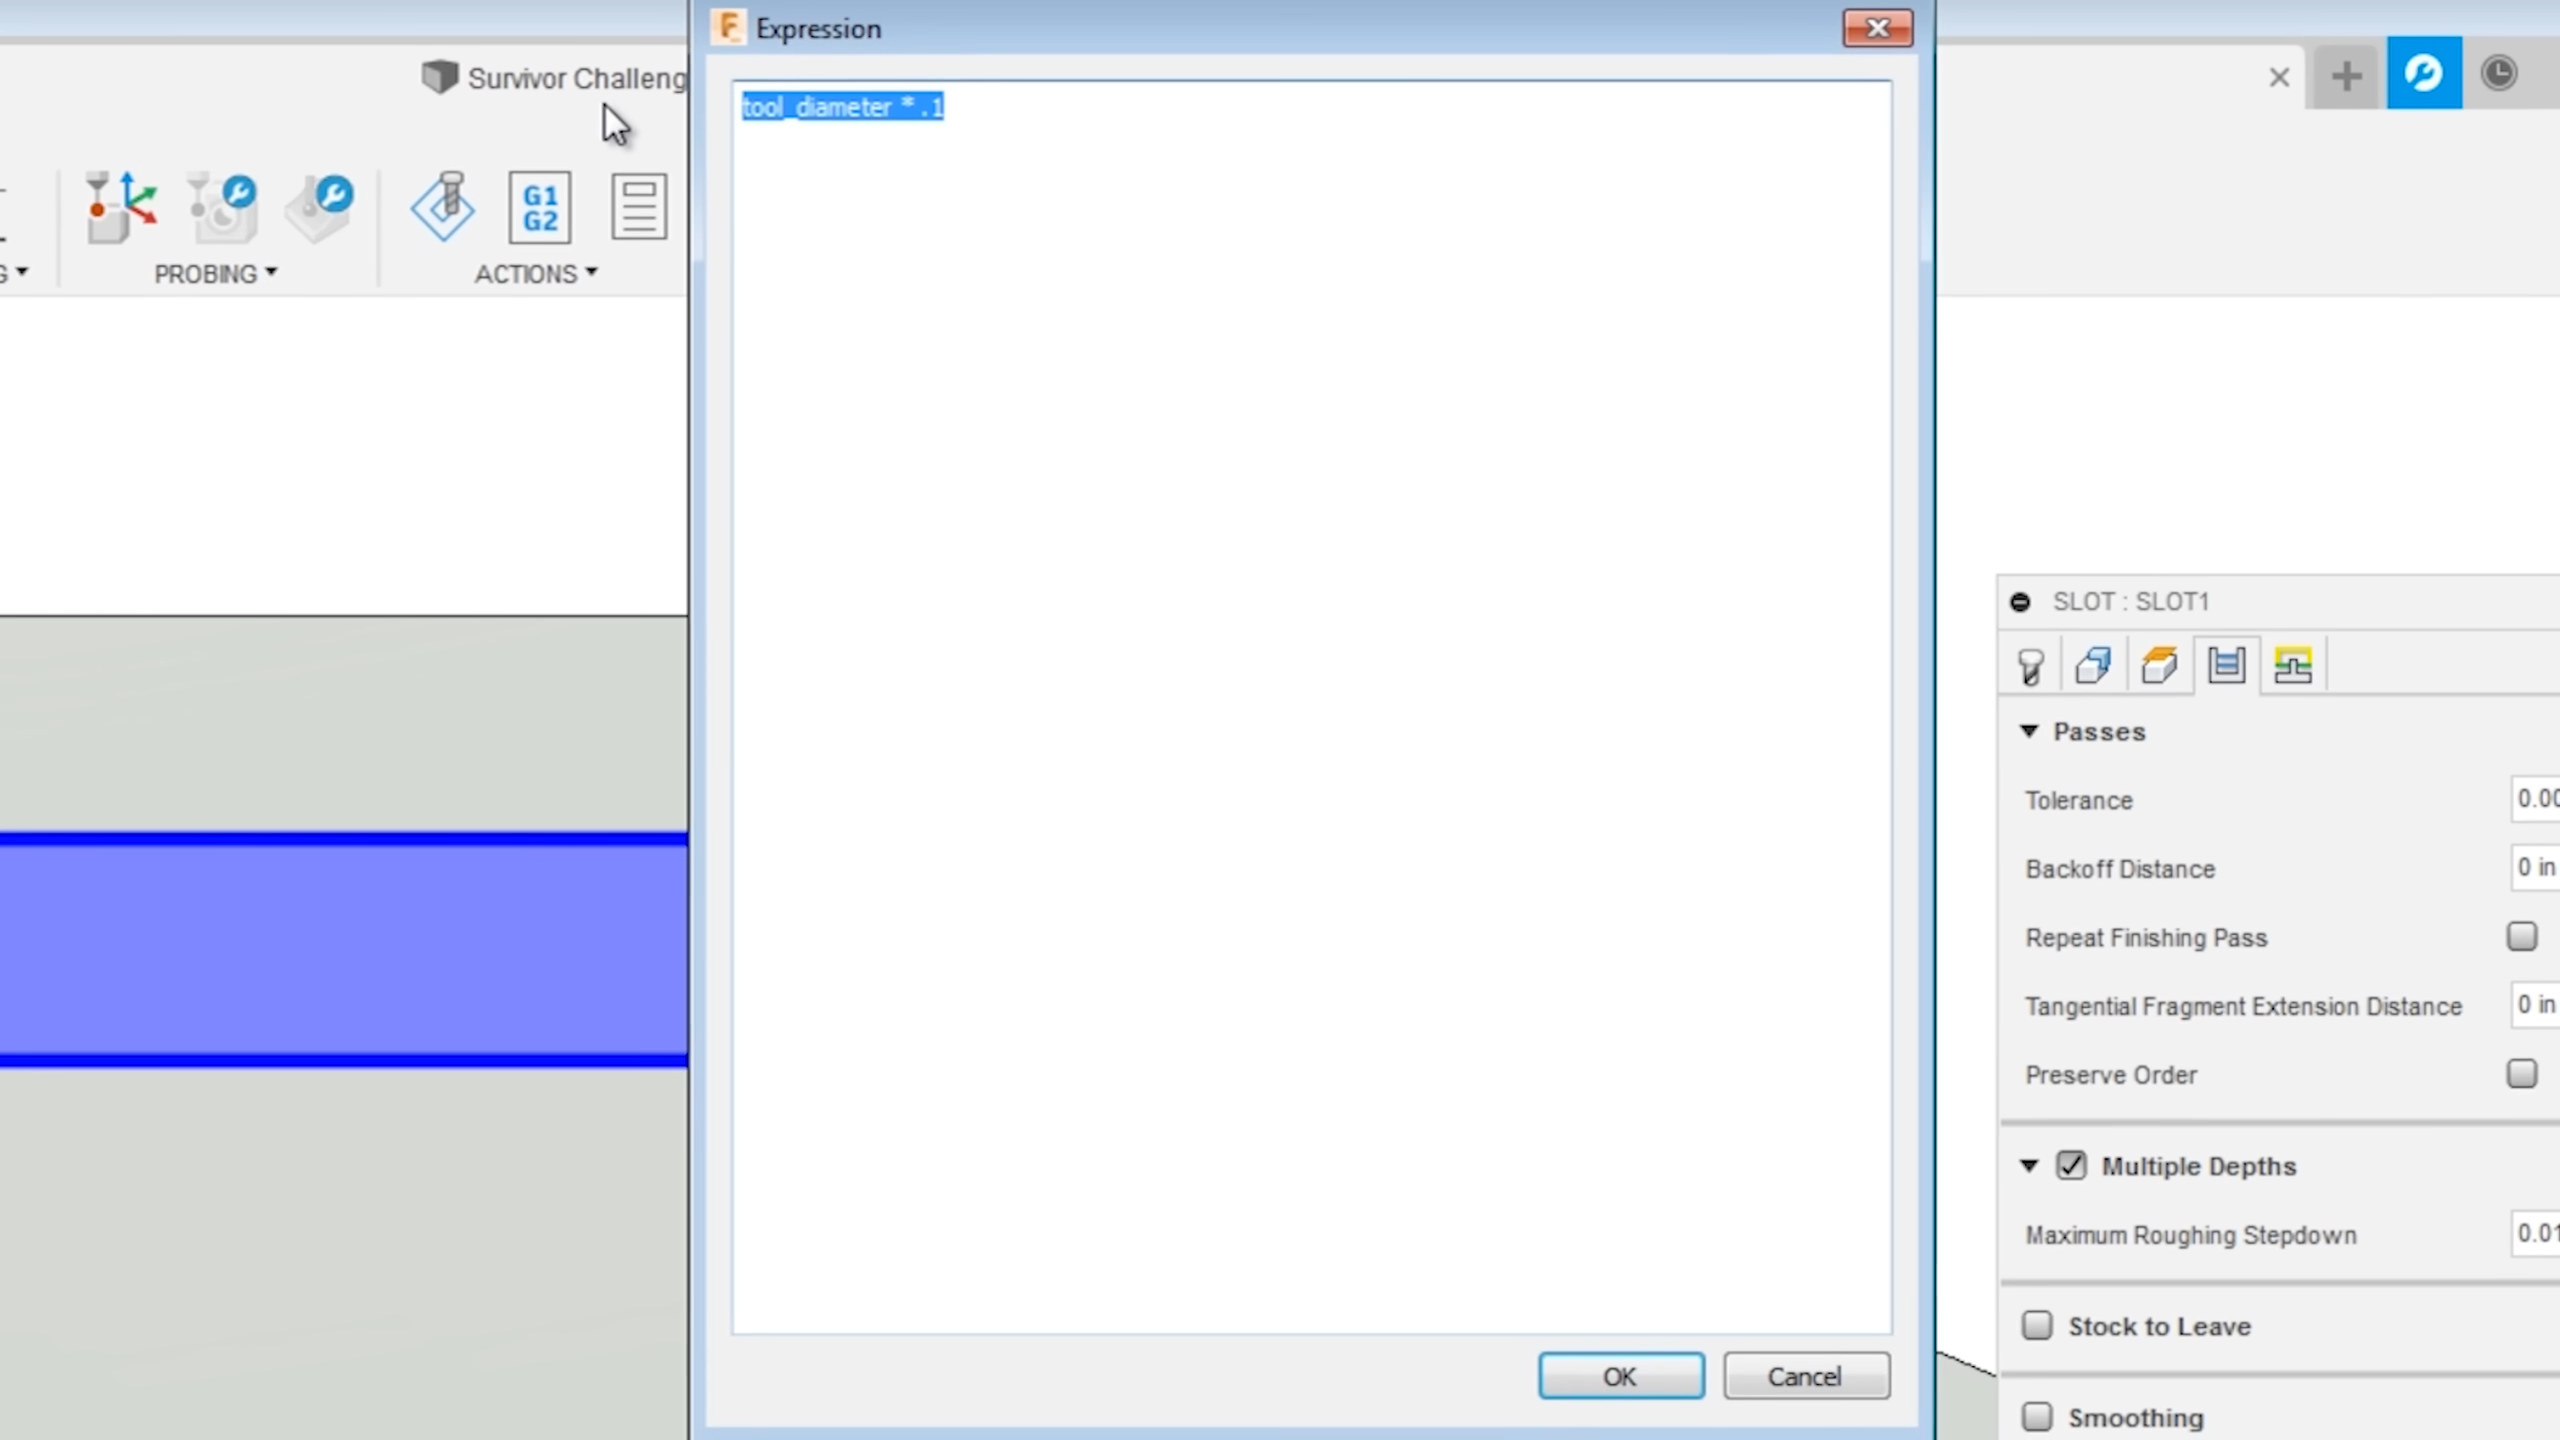 Expression
Survivor Challeng
tool_diameter * .1
G1
G2
PROBING
ACTIONS
SLOT : SLOT1
Passes
Tolerance
0.00
Backoff Distance
0 in
Repeat Finishing Pass
Tangential Fragment Extension Distance
0 in
Preserve Order
Multiple Depths
Maximum Roughing Stepdown
0.01
Stock to Leave
OK
Cancel
Smoothing